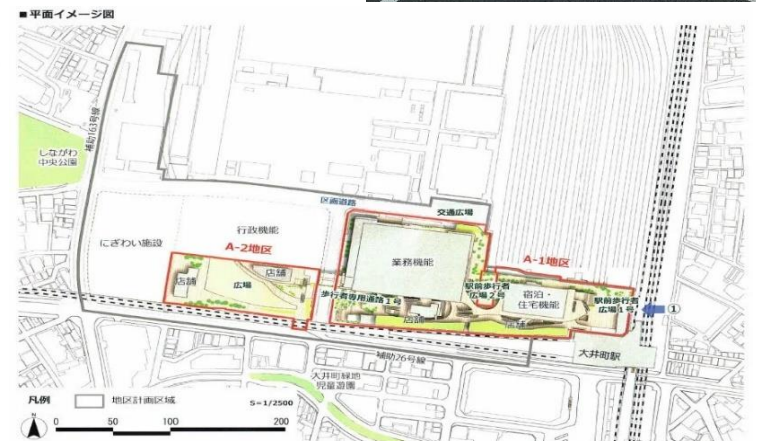 ■平面イメージ図
補助163号線
しながわ
中央公園
区画道路
交通広場
行政機能
にぎわい施設
A-2地区
A-1地区
業務機能
店舗
広場
店舗
歩行者専用通路1号
駅前歩行者
広場2号
宿泊・
住宅機能
駅前歩行者
広場1号
①
店舗
店舗
大井町駅
補助26号線
大井町緑地
児童遊園
凡例
地区計画区域
S=1/2500
N
0 50 100 200